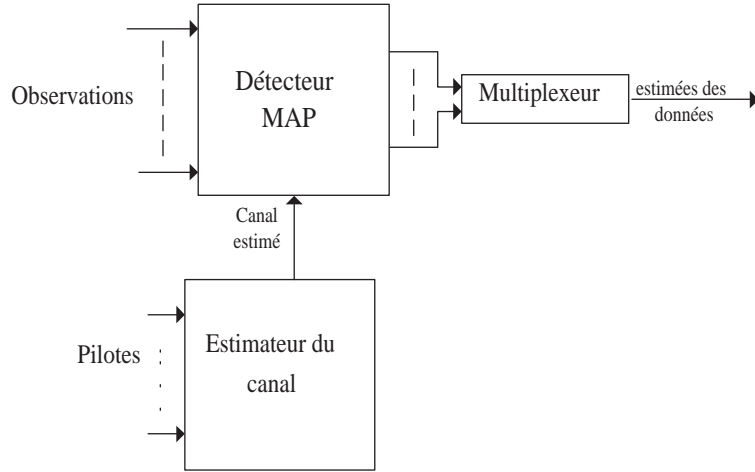 Observations
Détecteur
MAP
Multiplexeur
estimées des
données
Canal
estimé
Pilotes
Estimateur du
canal